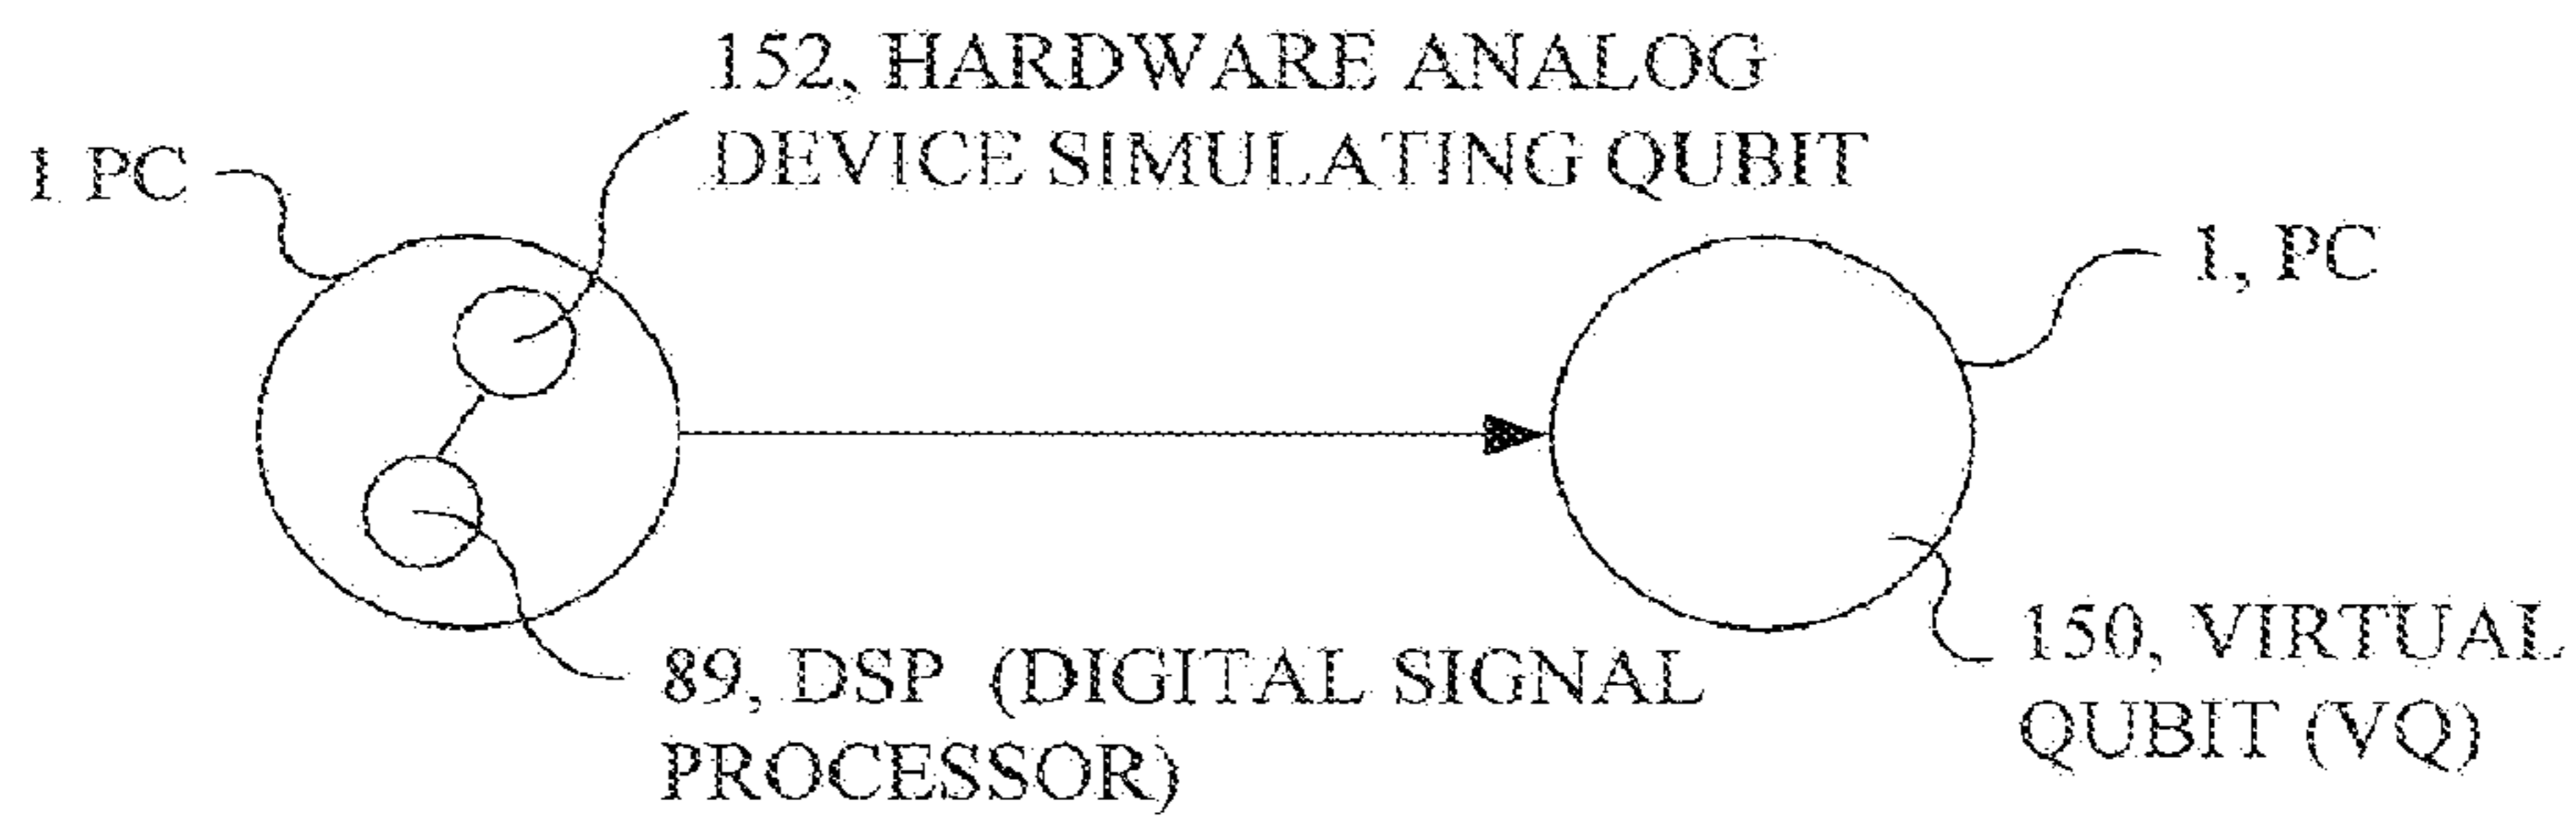 152, HARDWARE ANALOG
DEVICE SIMULATING QUBIT
1 PC
1, PC
89, DSP (DIGITAL SIGNAL
PROCESSOR)
150, VIRTUAL
QUBIT (VQ)